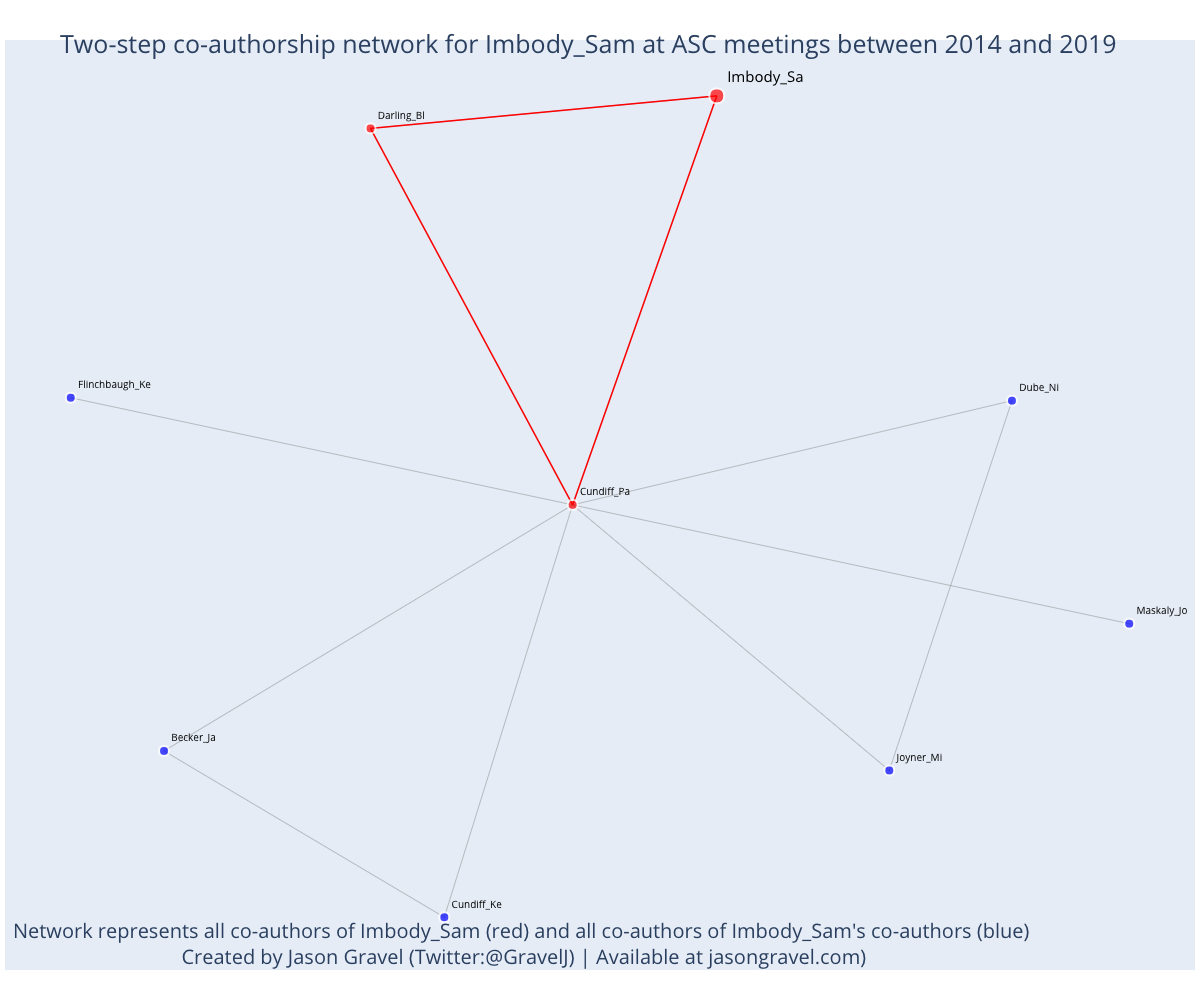 Two-step co-authorship network for Imbody_Sam at ASC meetings between 2014 and 2019
Imbody_Sa
Darling_Bl
Flinchbaugh_Ke
Dube_Ni
Cundiff_Pa
Maskaly_Jo
Becker_Ja
Joyner_Mi
Cundiff_Ke
Network represents all co-authors of Imbody_Sam (red) and all co-authors of Imbody_Sam's co-authors (blue)
Created by Jason Gravel (Twitter:@GravelJ) | Available at jasongravel.com)